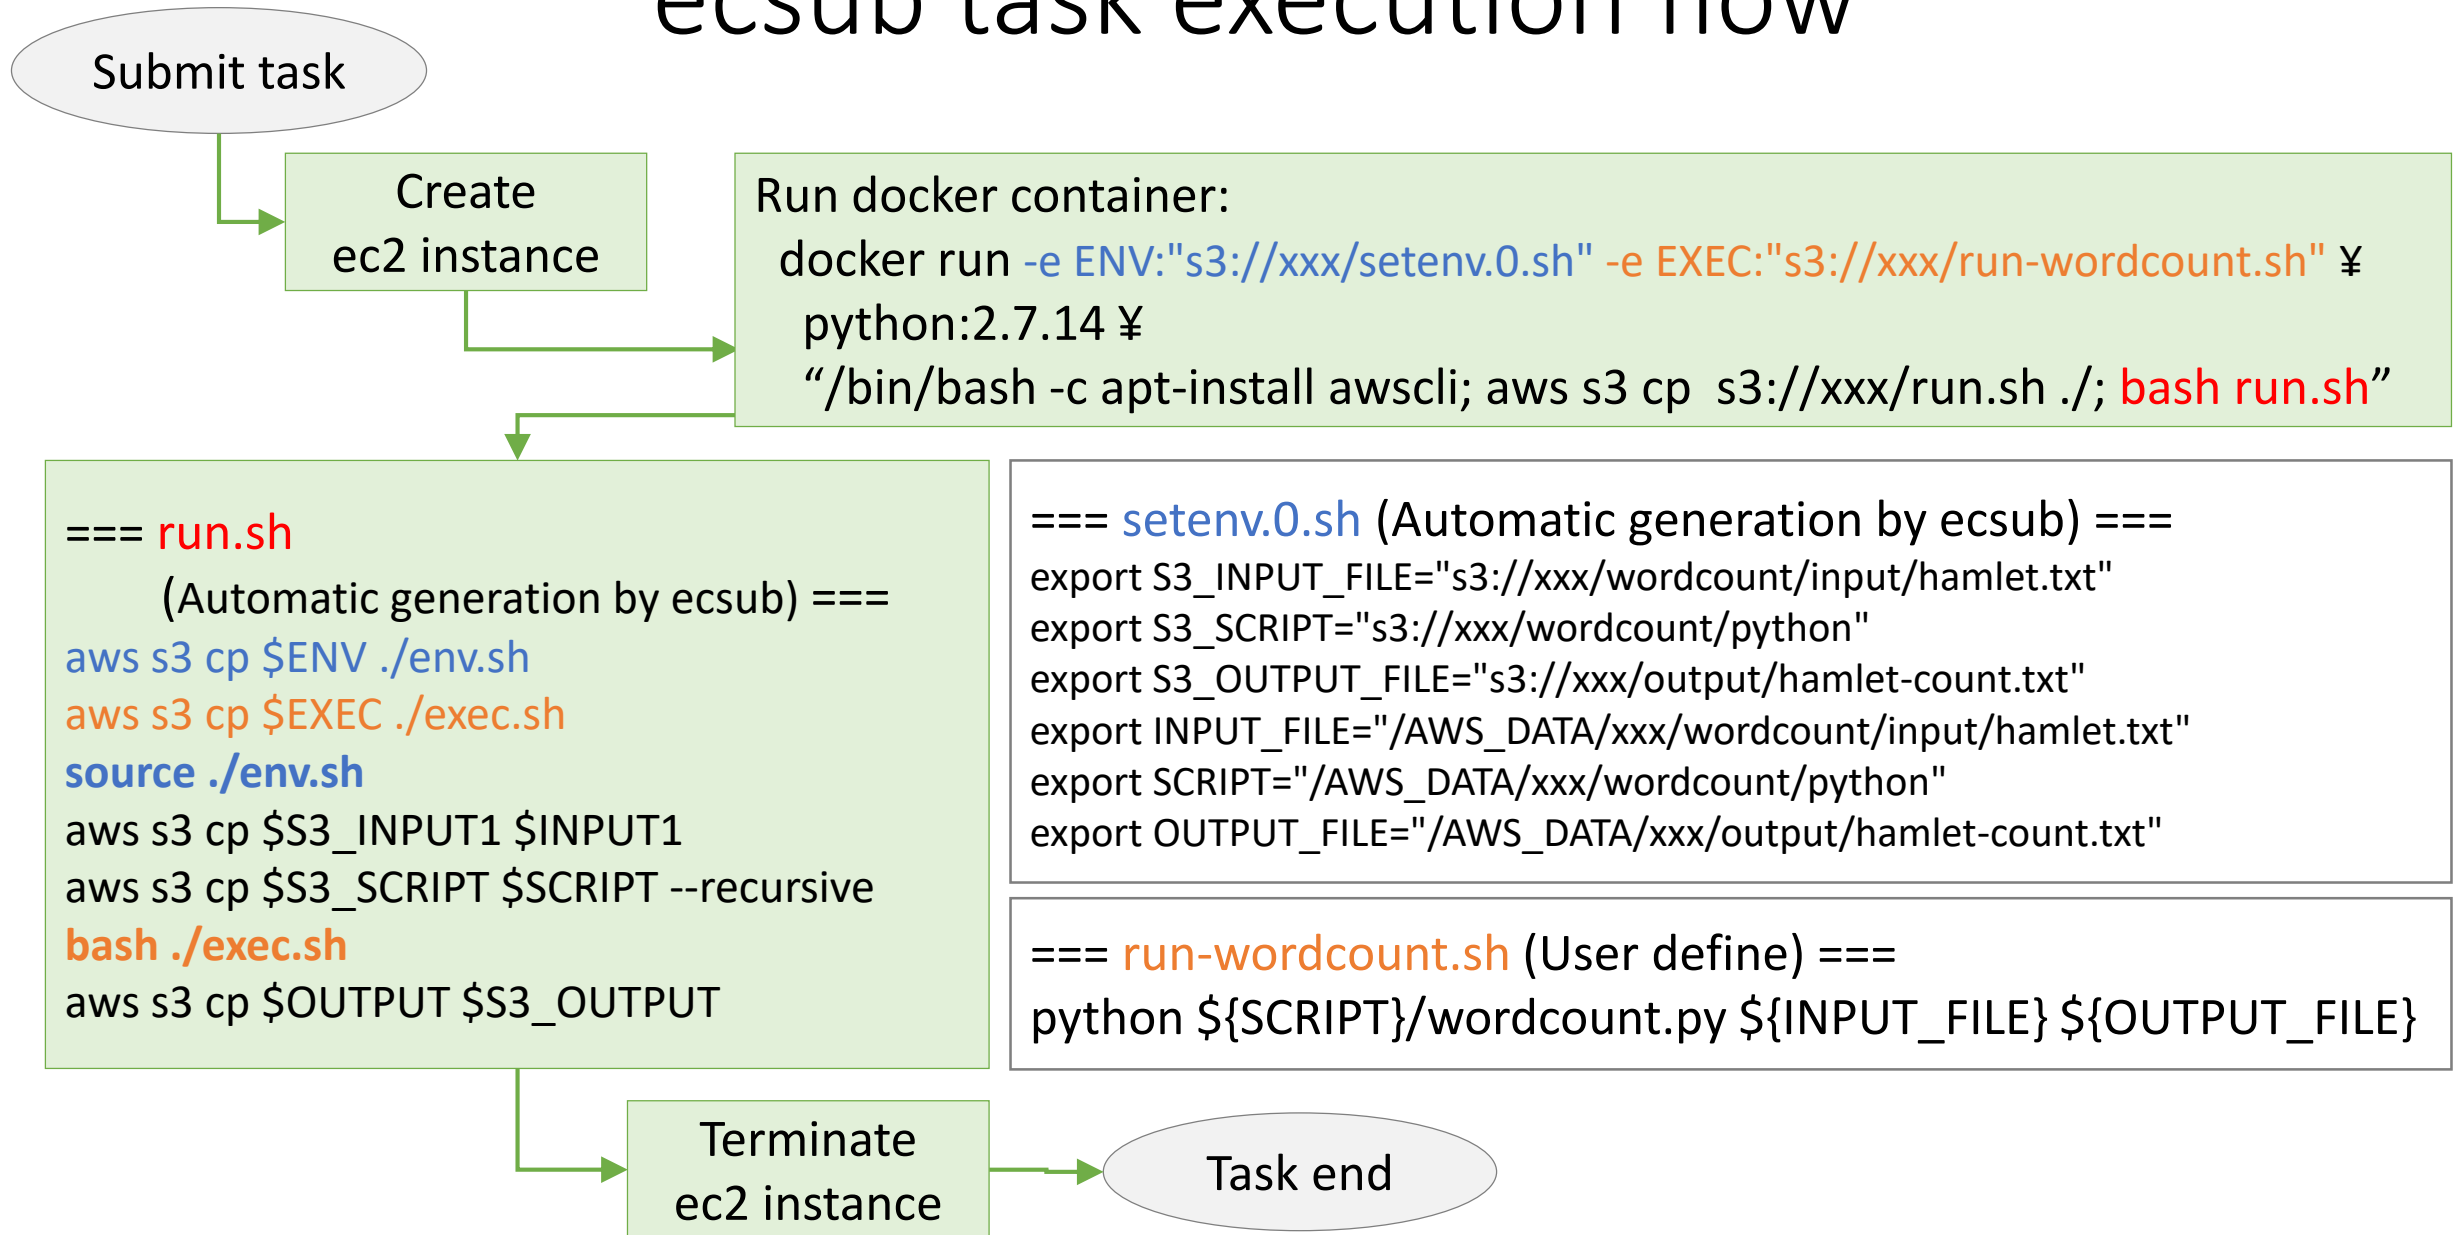 ecsub task execution flow
Submit task
Create
ec2 instance
Run docker container:
docker run -e ENV:"s3://xxx/setenv.0.sh" -e EXEC:"s3://xxx/run-wordcount.sh" ¥
python:2.7.14 ¥
“/bin/bash -c apt-install awscli; aws s3 cp  s3://xxx/run.sh ./; bash run.sh”
=== run.sh
(Automatic generation by ecsub) ===
aws s3 cp $ENV ./env.sh
aws s3 cp $EXEC ./exec.sh
source ./env.sh
aws s3 cp $S3_INPUT1 $INPUT1
aws s3 cp $S3_SCRIPT $SCRIPT --recursive
bash ./exec.sh
aws s3 cp $OUTPUT $S3_OUTPUT
=== setenv.0.sh (Automatic generation by ecsub) ===
export S3_INPUT_FILE="s3://xxx/wordcount/input/hamlet.txt"
export S3_SCRIPT="s3://xxx/wordcount/python"
export S3_OUTPUT_FILE="s3://xxx/output/hamlet-count.txt"
export INPUT_FILE="/AWS_DATA/xxx/wordcount/input/hamlet.txt"
export SCRIPT="/AWS_DATA/xxx/wordcount/python"
export OUTPUT_FILE="/AWS_DATA/xxx/output/hamlet-count.txt"
=== run-wordcount.sh (User define) ===
python ${SCRIPT}/wordcount.py ${INPUT_FILE} ${OUTPUT_FILE}
Terminate
ec2 instance
Task end